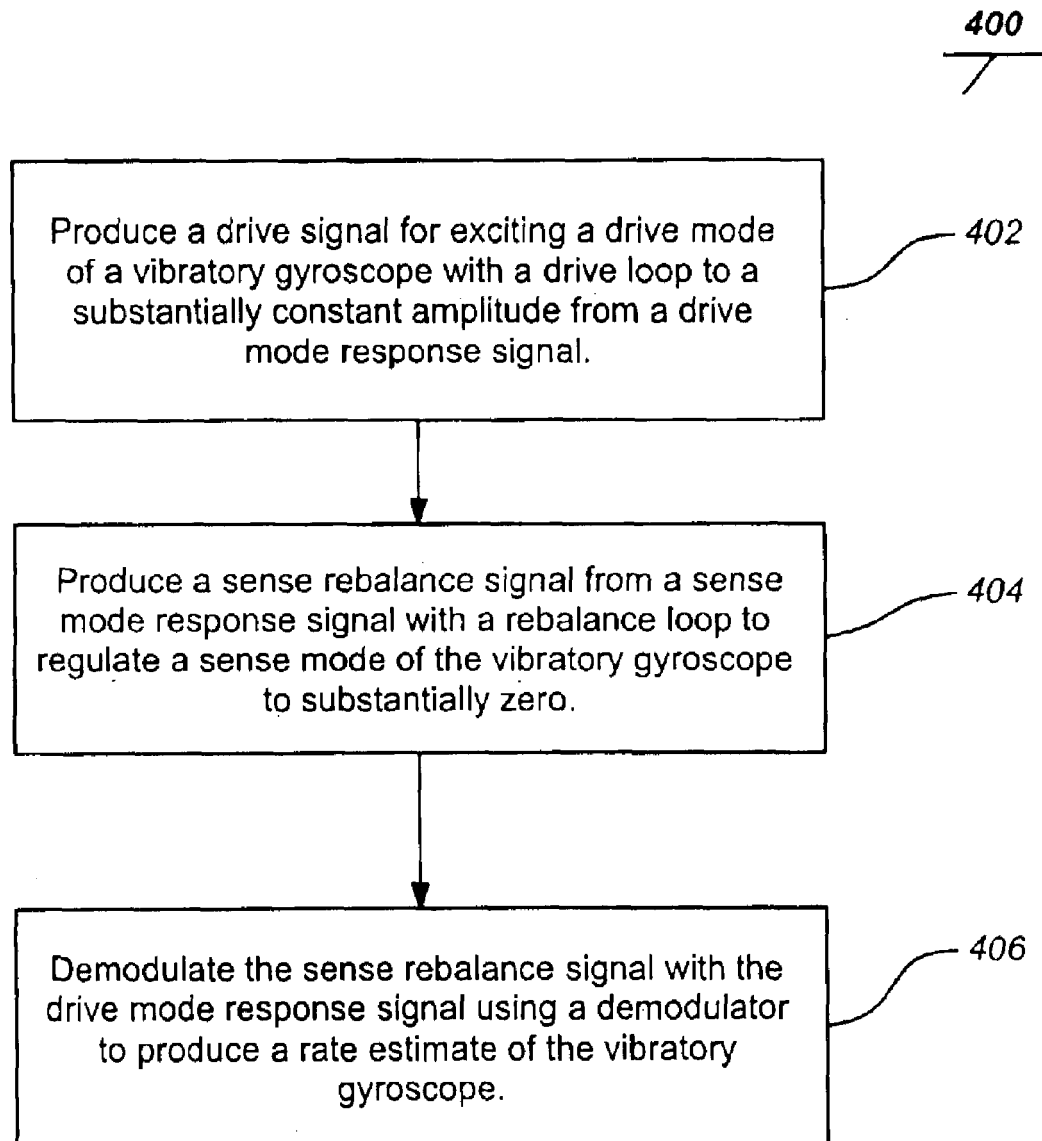 400
Produce a drive signal for exciting a drive mode
of a vibratory gyroscope with a drive loop to a
substantially constant amplitude from a drive
mode response signal.
402
Produce a sense rebalance signal from a sense
mode response signal with a rebalance loop to
regulate a sense mode of the vibratory gyroscope
to substantially zero.
404
Demodulate the sense rebalance signal with the
drive mode response signal using a demodulator
to produce a rate estimate of the vibratory
gyroscope.
406